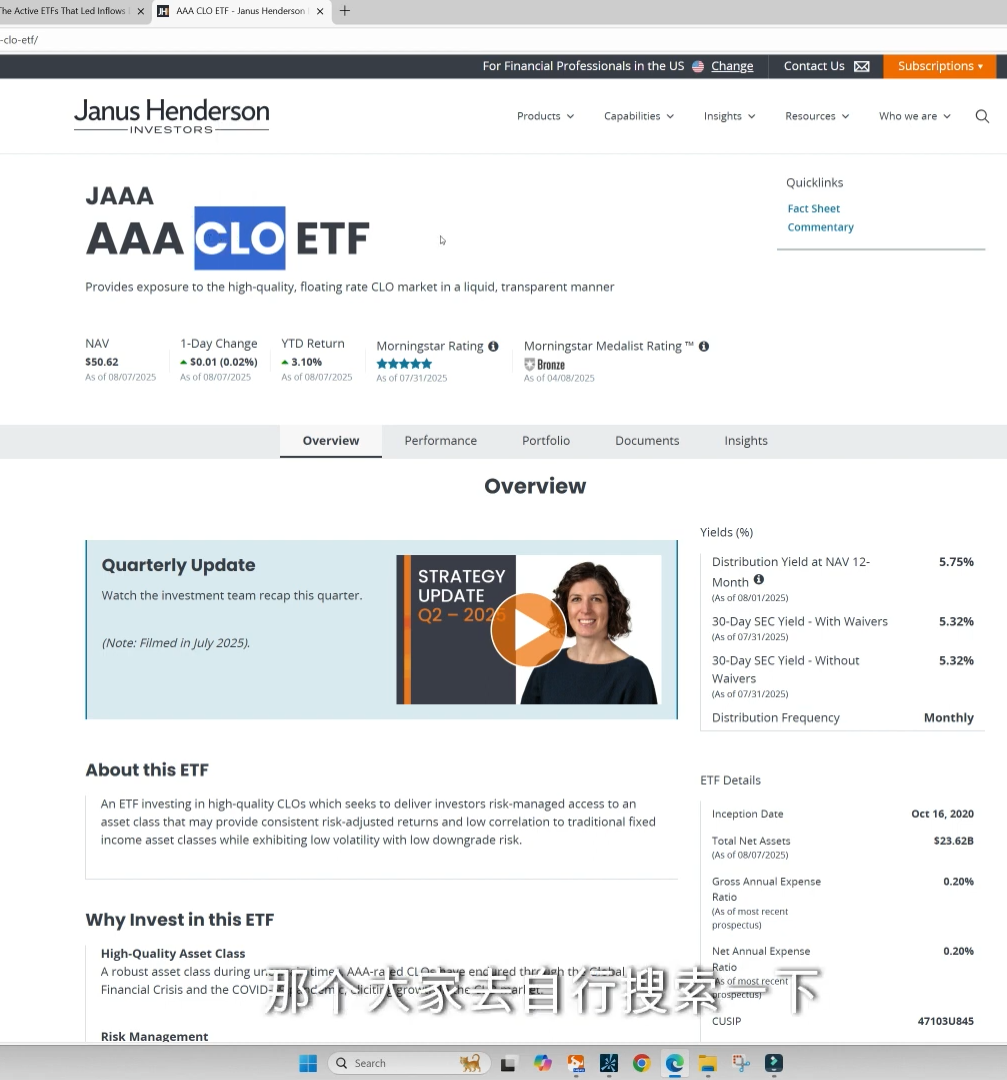 The Active ETFs That Led Inflows
AAA CLO ETF - Janus Henderson
-clo-etf/
For Financial Professionals in the US Change Contact Us Subscriptions
Janus Henderson
INVESTORS
Products Capabilities Insights Resources Who we are
JAAA
AAA CLO ETF
Provides exposure to the high-quality, floating rate CLO market in a liquid, transparent manner
Quicklinks
Fact Sheet
Commentary
NAV
$50.62
As of 08/07/2025
1-Day Change
$0.01 (0.02%)
As of 08/07/2025
YTD Return
3.10%
As of 08/07/2025
Morningstar Rating
As of 07/31/2025
Morningstar Medalist Rating ™
Bronze
As of 04/08/2025
Overview Performance Portfolio Documents Insights
Overview
Quarterly Update
Watch the investment team recap this quarter.
(Note: Filmed in July 2025).
STRATEGY
UPDATE
Q2 – 2025
About this ETF
An ETF investing in high-quality CLOs which seeks to deliver investors risk-managed access to an
asset class that may provide consistent risk-adjusted returns and low correlation to traditional fixed
income asset classes while exhibiting low volatility with low downgrade risk.
Why Invest in this ETF
High-Quality Asset Class
A robust asset class during times, AAA-rated CLOs have endured through the Global
Financial Crisis and the COVID-
Risk Management
Yields (%)
Distribution Yield at NAV 12-
Month
5.75%
(As of 08/01/2025)
30-Day SEC Yield - With Waivers 5.32%
(As of 07/31/2025)
30-Day SEC Yield - Without
Waivers
5.32%
(As of 07/31/2025)
Distribution Frequency Monthly
ETF Details
Inception Date Oct 16, 2020
Total Net Assets $23.62B
(As of 08/07/2025)
Gross Annual Expense
Ratio
0.20%
(As of most recent
prospectus)
Net Annual Expense
Ratio
0.20%
(As of most recent
prospectus)
CUSIP 47103U845
那个大家去自行搜索一下
Search